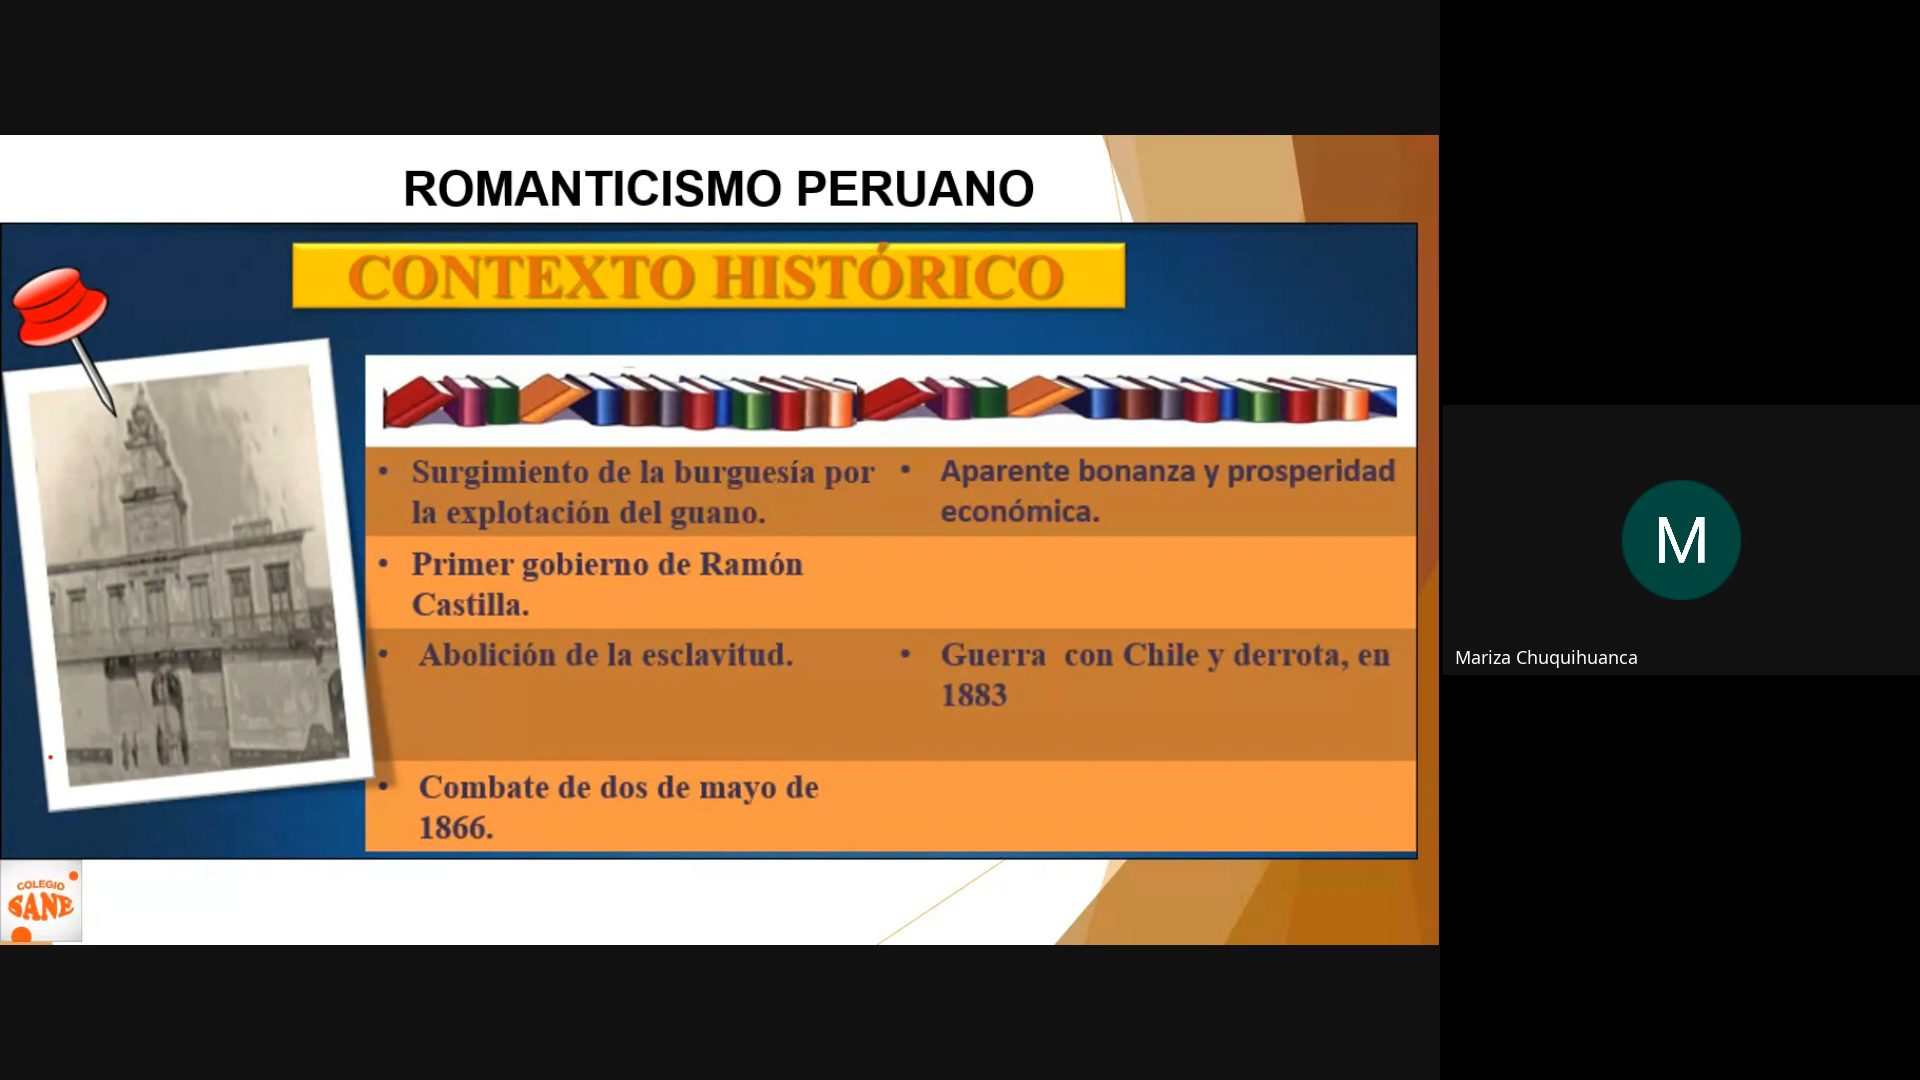 ROMANTICISMO PERUANO
CONTEXTO HISTÓRICO
• Surgimiento de la burguesía por
la explotación del guano.
• Aparente bonanza y prosperidad
económica.
• Primer gobierno de Ramón
Castilla.
• Abolición de la esclavitud.
• Guerra con Chile y derrota, en
1883
• Combate de dos de mayo de
1866.
COLEGIO
SANE
M
Mariza Chuquihuanca